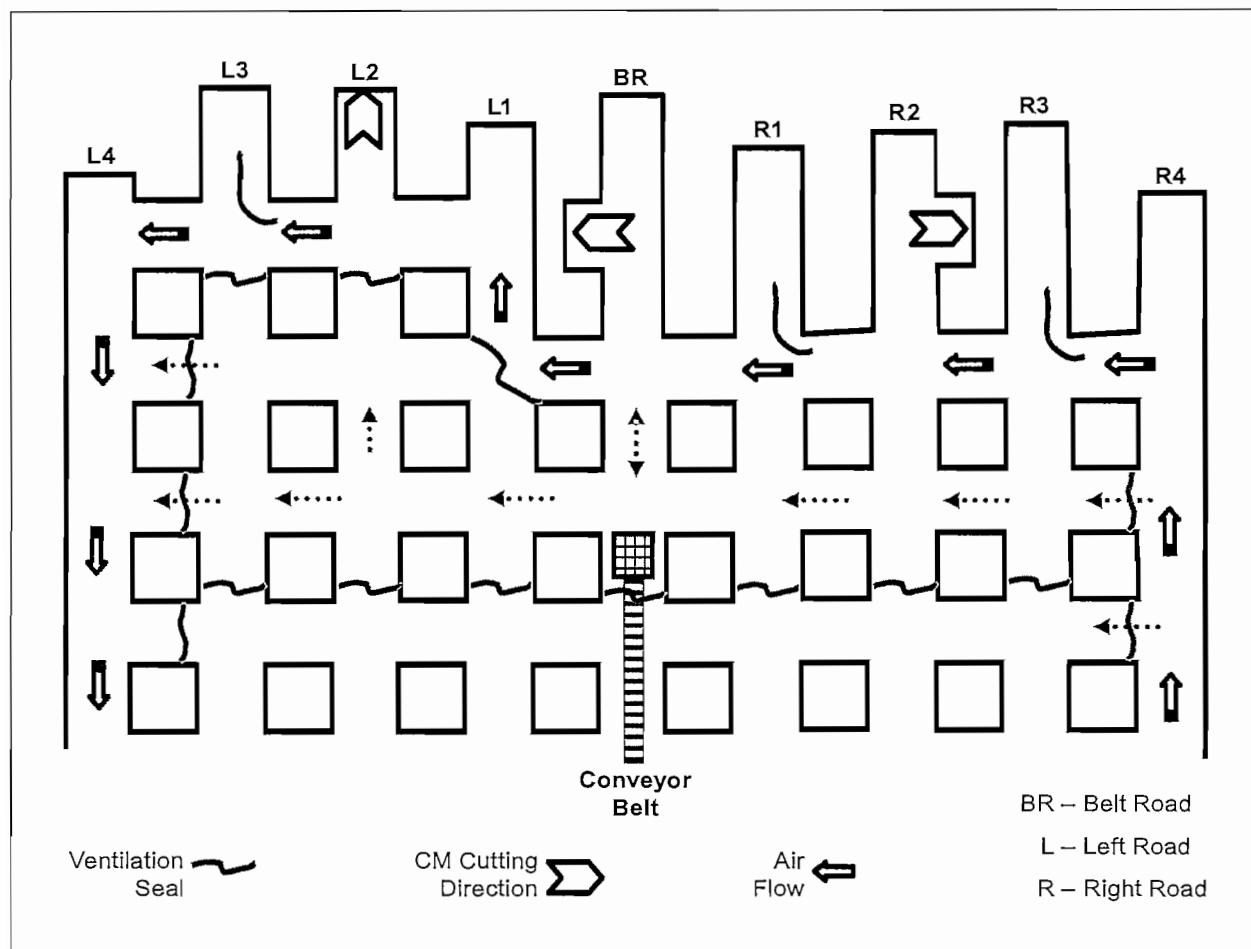 L3
L2
BR
L1
R2
R3
R1
L4
R4
Conveyor
Belt
BR – Belt Road
L – Left Road
R – Right Road
Ventilation
Seal
CM Cutting
Direction
Air
Flow